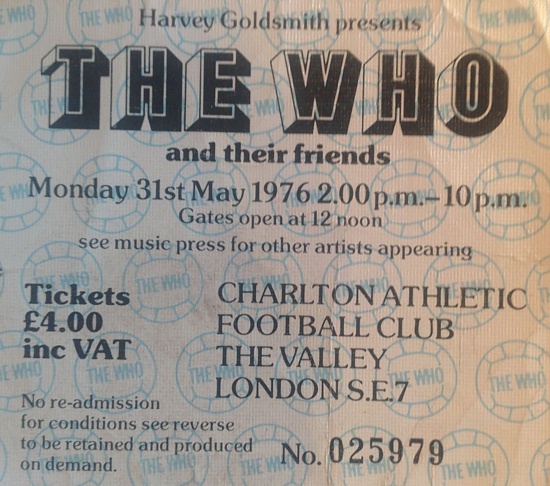 Harvey Goldsmith presents
THE WHO
and their friends
Monday 31st May 1976 2.00p.m.–10p.m.
Gates open at 12 noon
see music press for other artists appearing
Tickets
£4.00
inc VAT
CHARLTON ATHLETIC
FOOTBALL CLUB
THE VALLEY
LONDON S.E.7
No re-admission
for conditions see reverse
to be retained and produced
on demand.
No. 025979